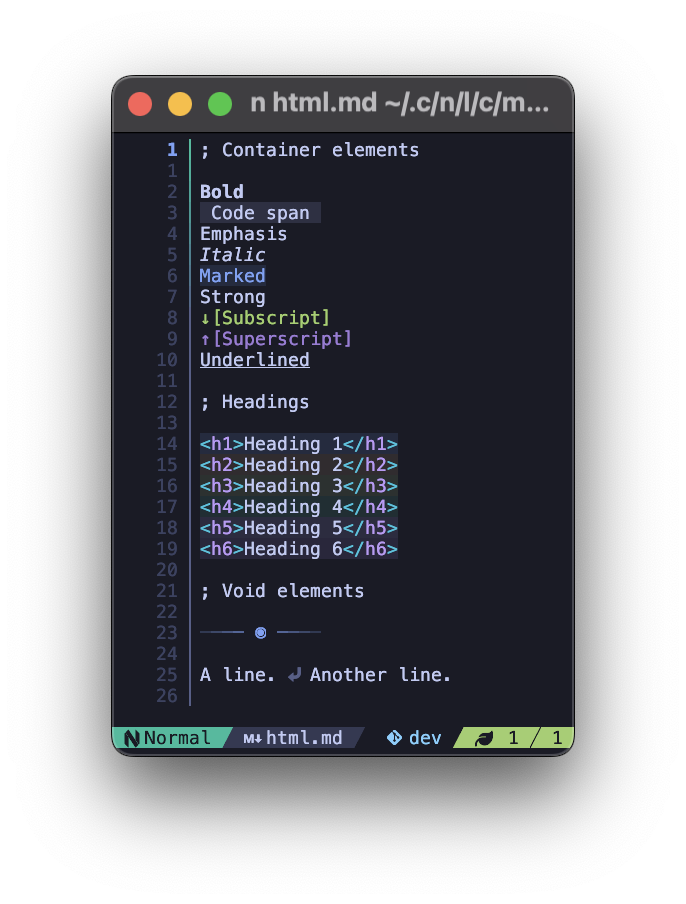 n html.md ~/.c/n/l/c/m...
1 ; Container elements
1
2 Bold
3 Code span
4 Emphasis
5 Italic
6 Marked
7 Strong
8 ↓[Subscript]
9 ↑[Superscript]
10 Underlined
11
12 ; Headings
13
14 <h1>Heading 1</h1>
15 <h2>Heading 2</h2>
16 <h3>Heading 3</h3>
17 <h4>Heading 4</h4>
18 <h5>Heading 5</h5>
19 <h6>Heading 6</h6>
20
21 ; Void elements
22
23
24
25 A line. ↲ Another line.
26
Normal M↓ html.md dev 1 / 1